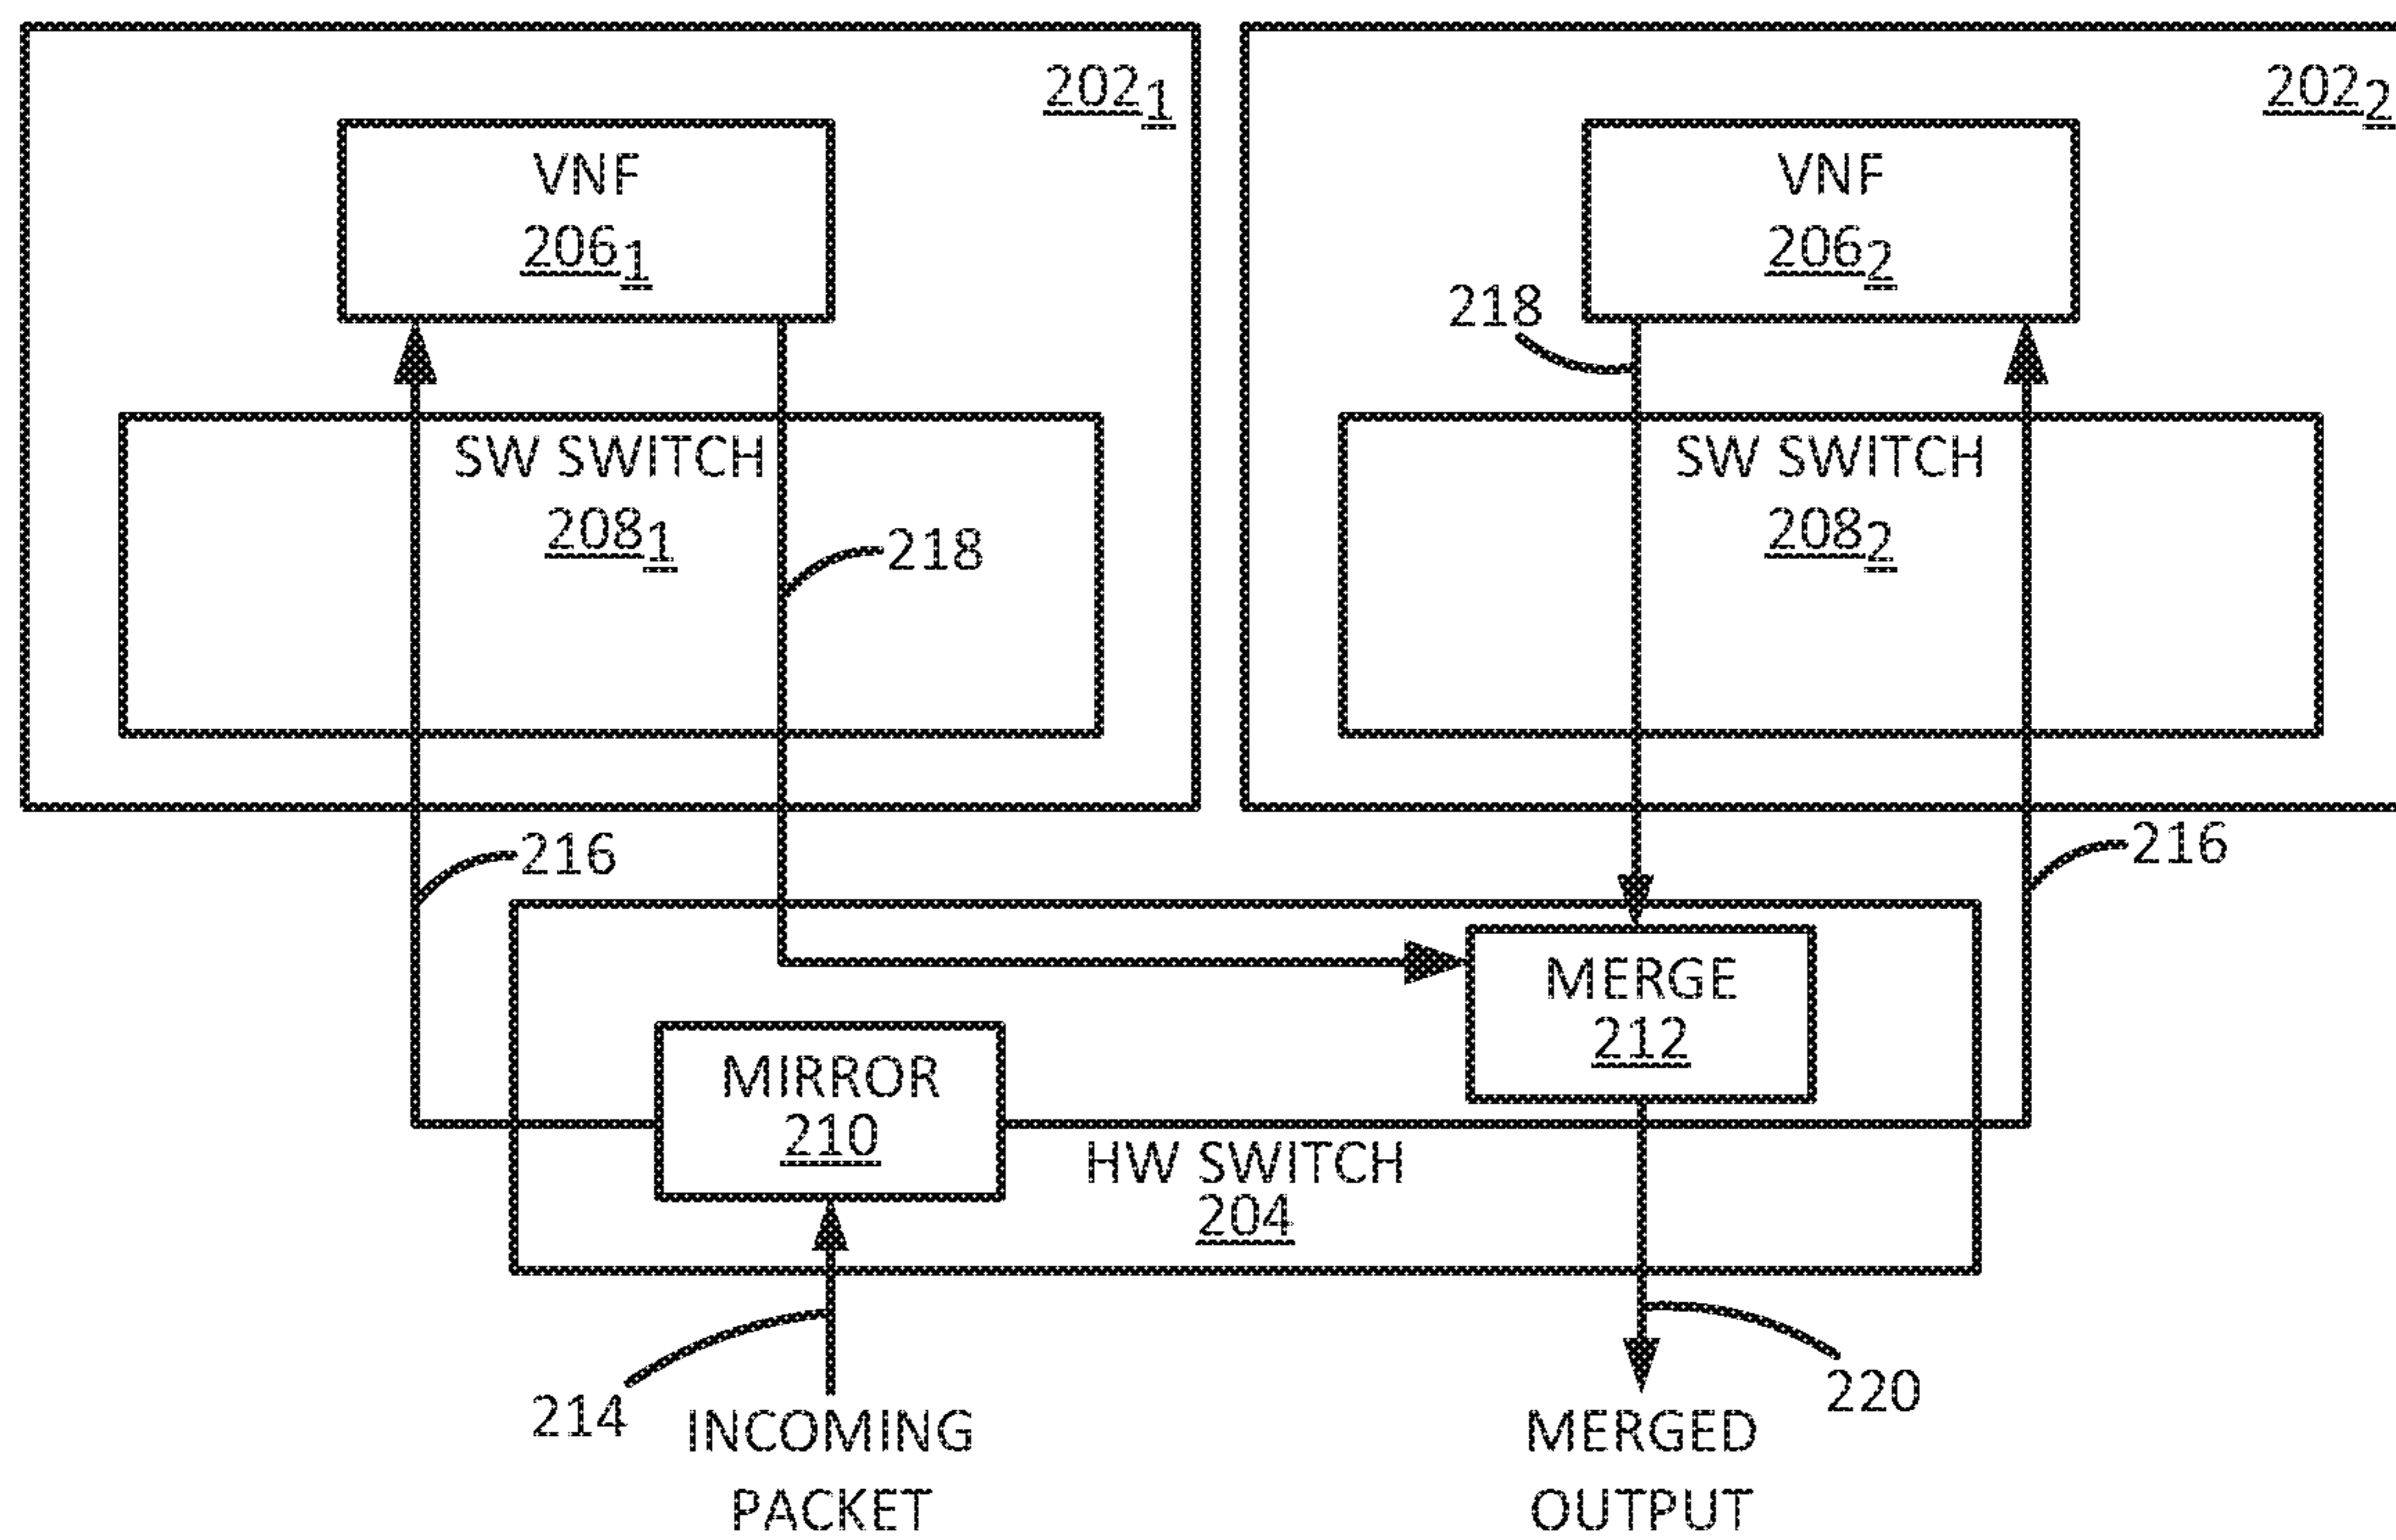 202₁
202₂
VNF
206₁
VNF
206₂
218
SW SWITCH
208₁
SW SWITCH
208₂
218
216
216
MERGE
212
MIRROR
210
HW SWITCH
204
214
INCOMING
PACKET
220
MERGED
OUTPUT